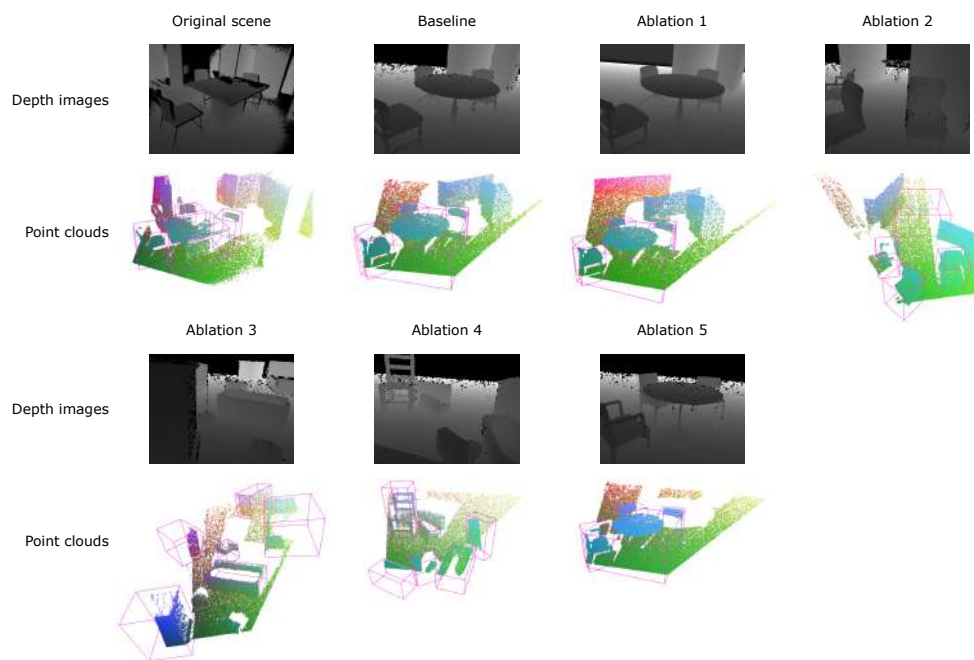 Original scene
Baseline
Ablation 1
Ablation 2
Depth images
Point clouds
Ablation 3
Ablation 4
Ablation 5
Depth images
Point clouds